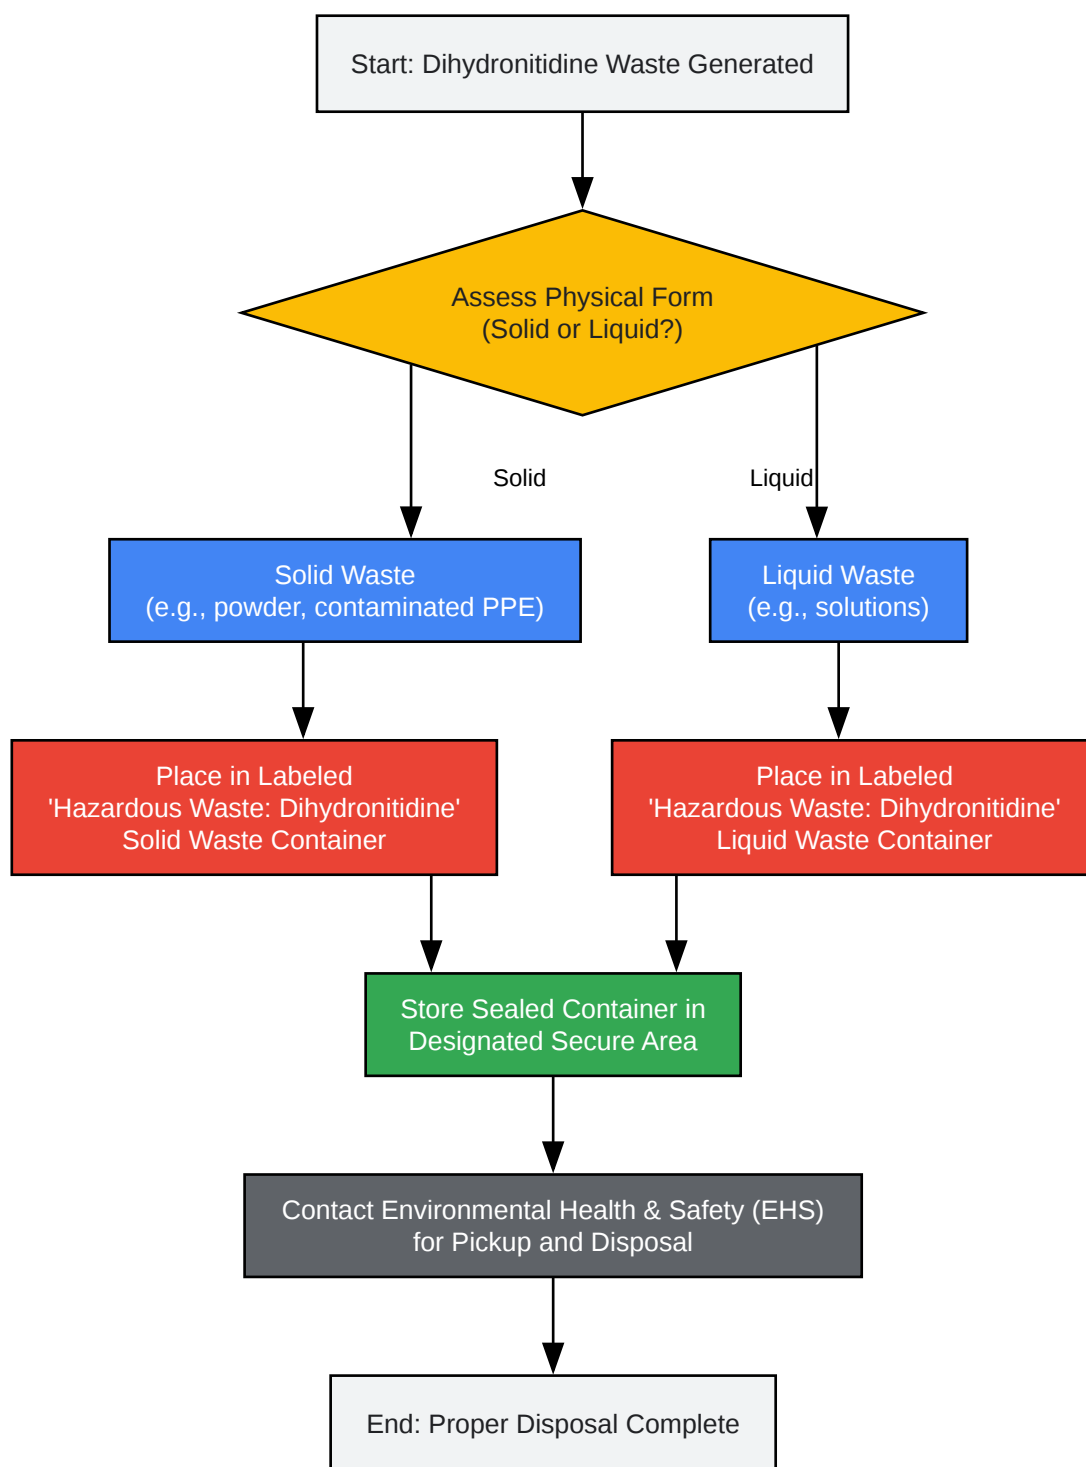 Start: Dihydronitidine Waste Generated
Assess Physical Form
(Solid or Liquid?)
Solid
Liquid
Solid Waste
(e.g., powder, contaminated PPE)
Liquid Waste
(e.g., solutions)
Place in Labeled
'Hazardous Waste: Dihydronitidine'
Solid Waste Container
Place in Labeled
'Hazardous Waste: Dihydronitidine'
Liquid Waste Container
Store Sealed Container in
Designated Secure Area
Contact Environmental Health & Safety (EHS)
for Pickup and Disposal
End: Proper Disposal Complete